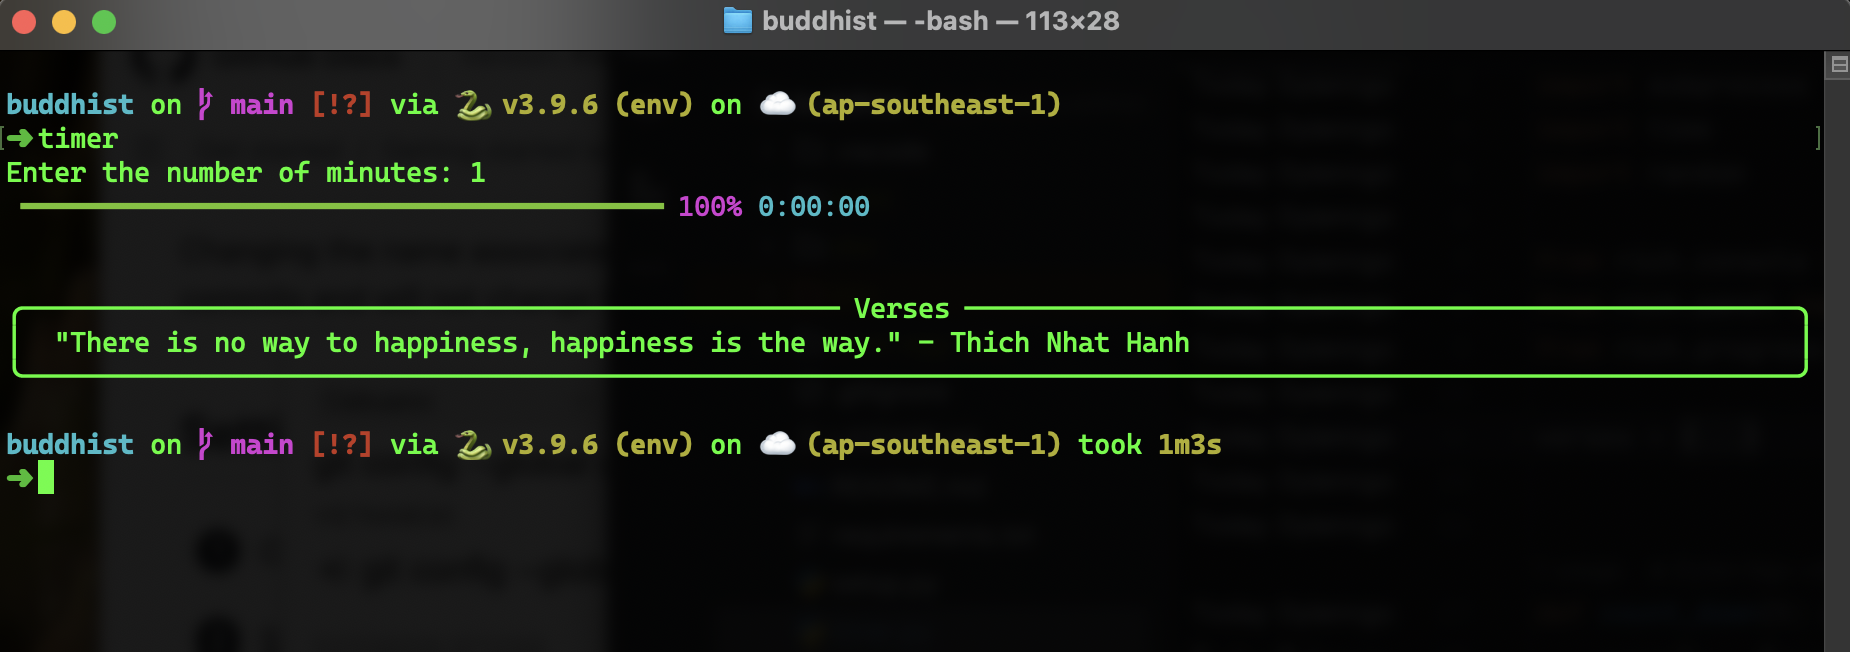 buddhist — -bash — 113×28
buddhist on main [!?] via 🐍 v3.9.6 (env) on ☁️ (ap-southeast-1)
➜ timer
Enter the number of minutes: 1
100% 0:00:00
Verses
"There is no way to happiness, happiness is the way." - Thich Nhat Hanh
buddhist on main [!?] via 🐍 v3.9.6 (env) on ☁️ (ap-southeast-1) took 1m3s
➜